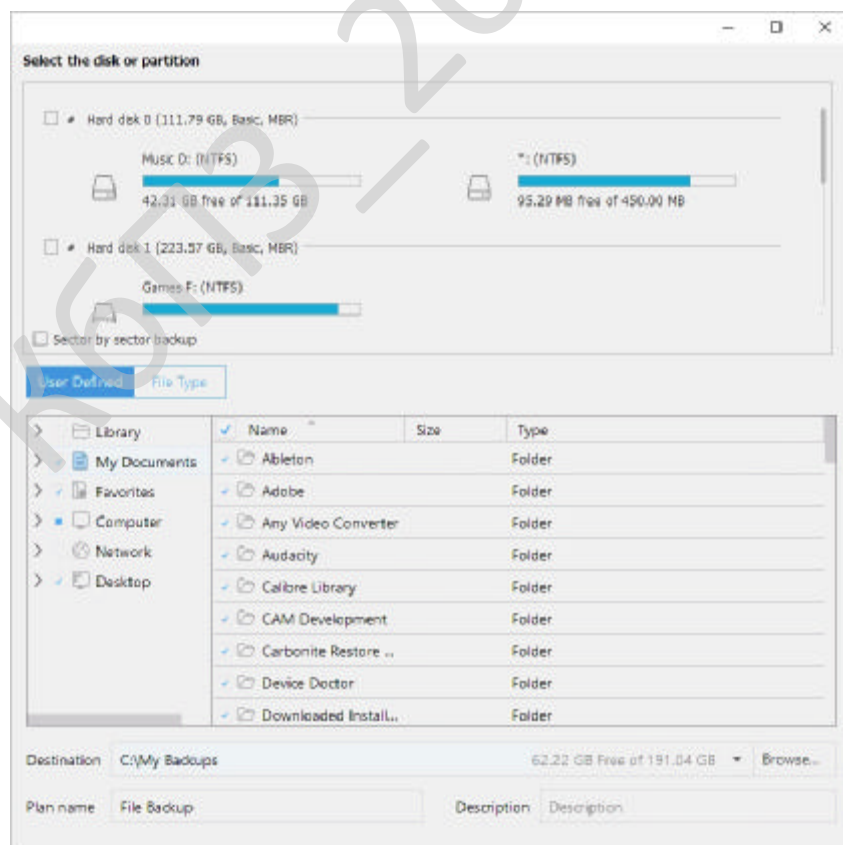 Select the disk or partition
Hard disk 0 (111.79 GB, Basic, MBR)
Music D: (NTFS)
*: (NTFS)
42.31 GB free of 111.35 GB
95.29 MB free of 450.00 MB
Hard disk 1 (223.57 GB, Basic, MBR)
Games F: (NTFS)
Sector by sector backup
User Defined
File Type
Library
My Documents
Favorites
Computer
Network
Desktop
Name Size Type
Ableton Folder
Adobe Folder
Any Video Converter Folder
Audacity Folder
Calibre Library Folder
CAM Development Folder
Carbonite Restore .. Folder
Device Doctor Folder
Downloaded Install... Folder
Destination C:\My Backups 62.22 GB Free of 191.04 GB Browse...
Plan name File Backup Description Description